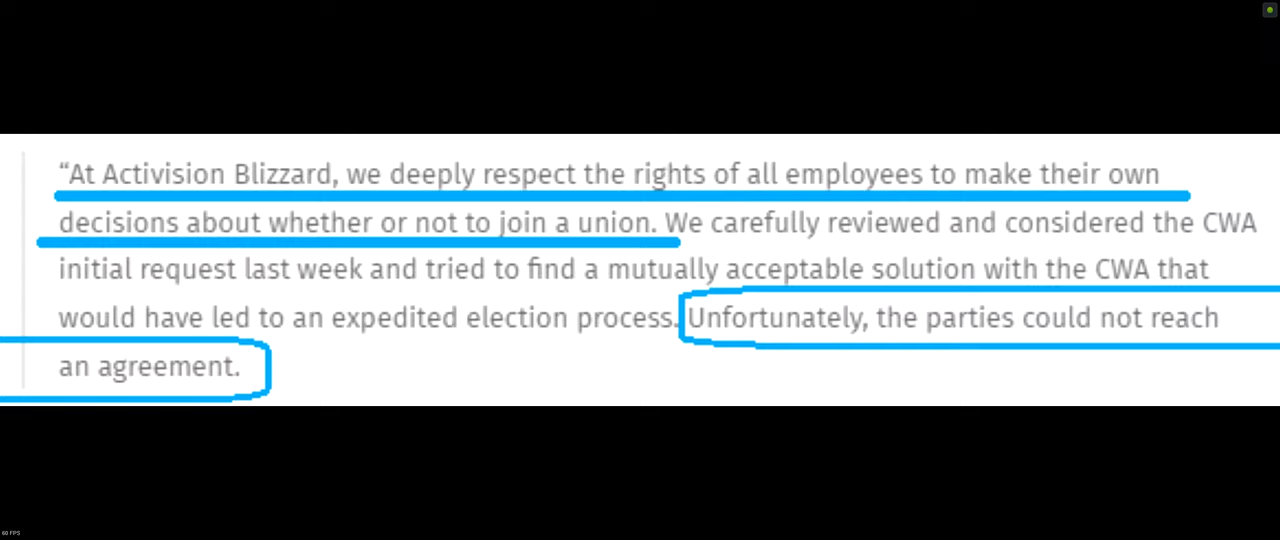 “At Activision Blizzard, we deeply respect the rights of all employees to make their own
decisions about whether or not to join a union. We carefully reviewed and considered the CWA
initial request last week and tried to find a mutually acceptable solution with the CWA that
would have led to an expedited election process. Unfortunately, the parties could not reach
an agreement.
60 FPS